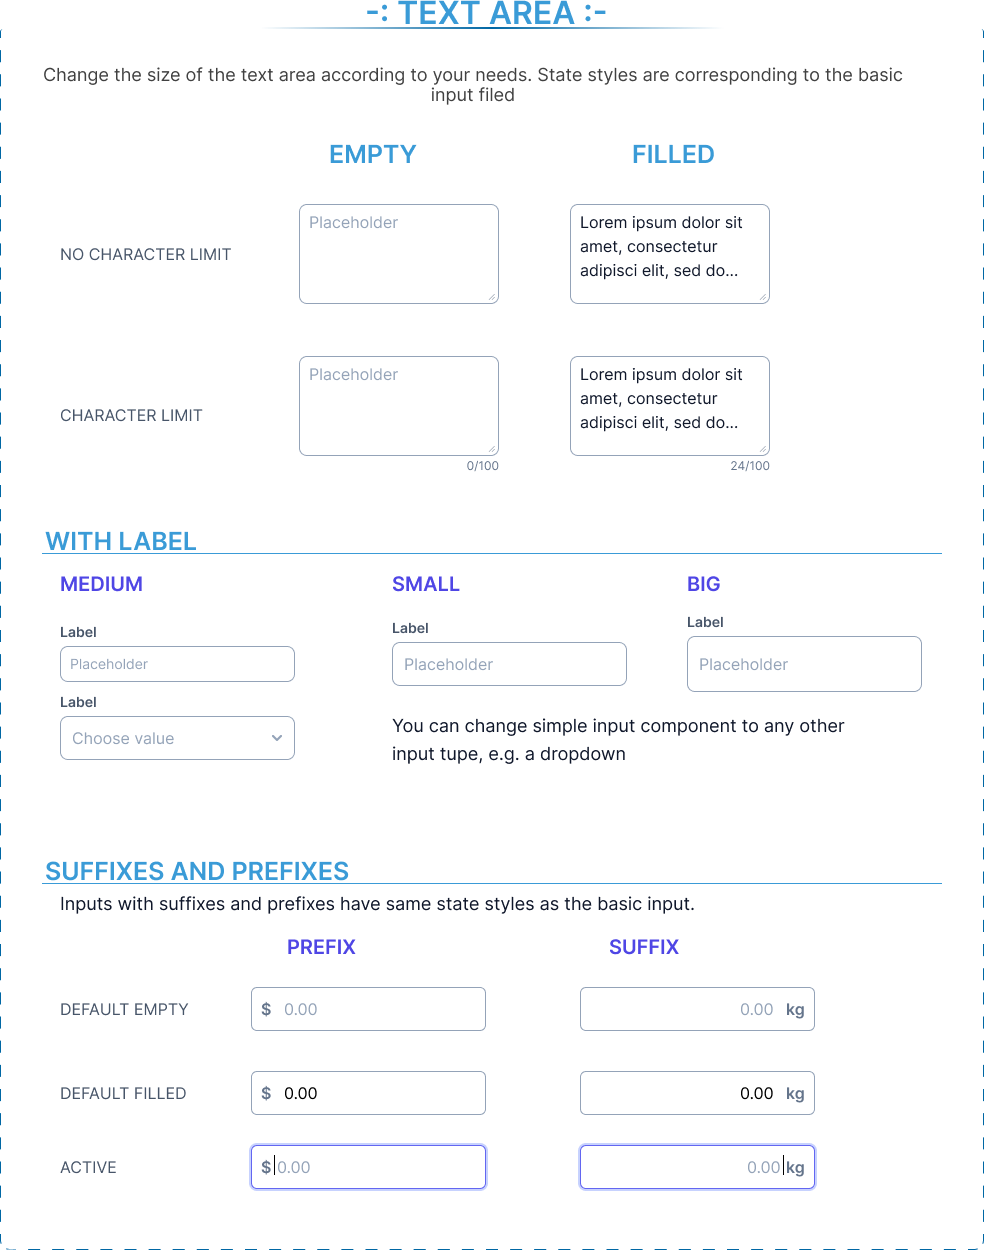 -: TEXT AREA :-
Change the size of the text area according to your needs. State styles are corresponding to the basic
input filed
EMPTY
FILLED
NO CHARACTER LIMIT
Placeholder
Lorem ipsum dolor sit
amet, consectetur
adipisci elit, sed do...
CHARACTER LIMIT
Placeholder
0/100
Lorem ipsum dolor sit
amet, consectetur
adipisci elit, sed do...
24/100
WITH LABEL
MEDIUM
Label
Placeholder
Label
Choose value
SMALL
Label
Placeholder
BIG
Label
Placeholder
You can change simple input component to any other
input tupe, e.g. a dropdown
SUFFIXES AND PREFIXES
Inputs with suffixes and prefixes have same state styles as the basic input.
PREFIX
SUFFIX
DEFAULT EMPTY
$ 0.00
0.00 kg
DEFAULT FILLED
$ 0.00
0.00 kg
ACTIVE
$ 0.00
0.00 kg